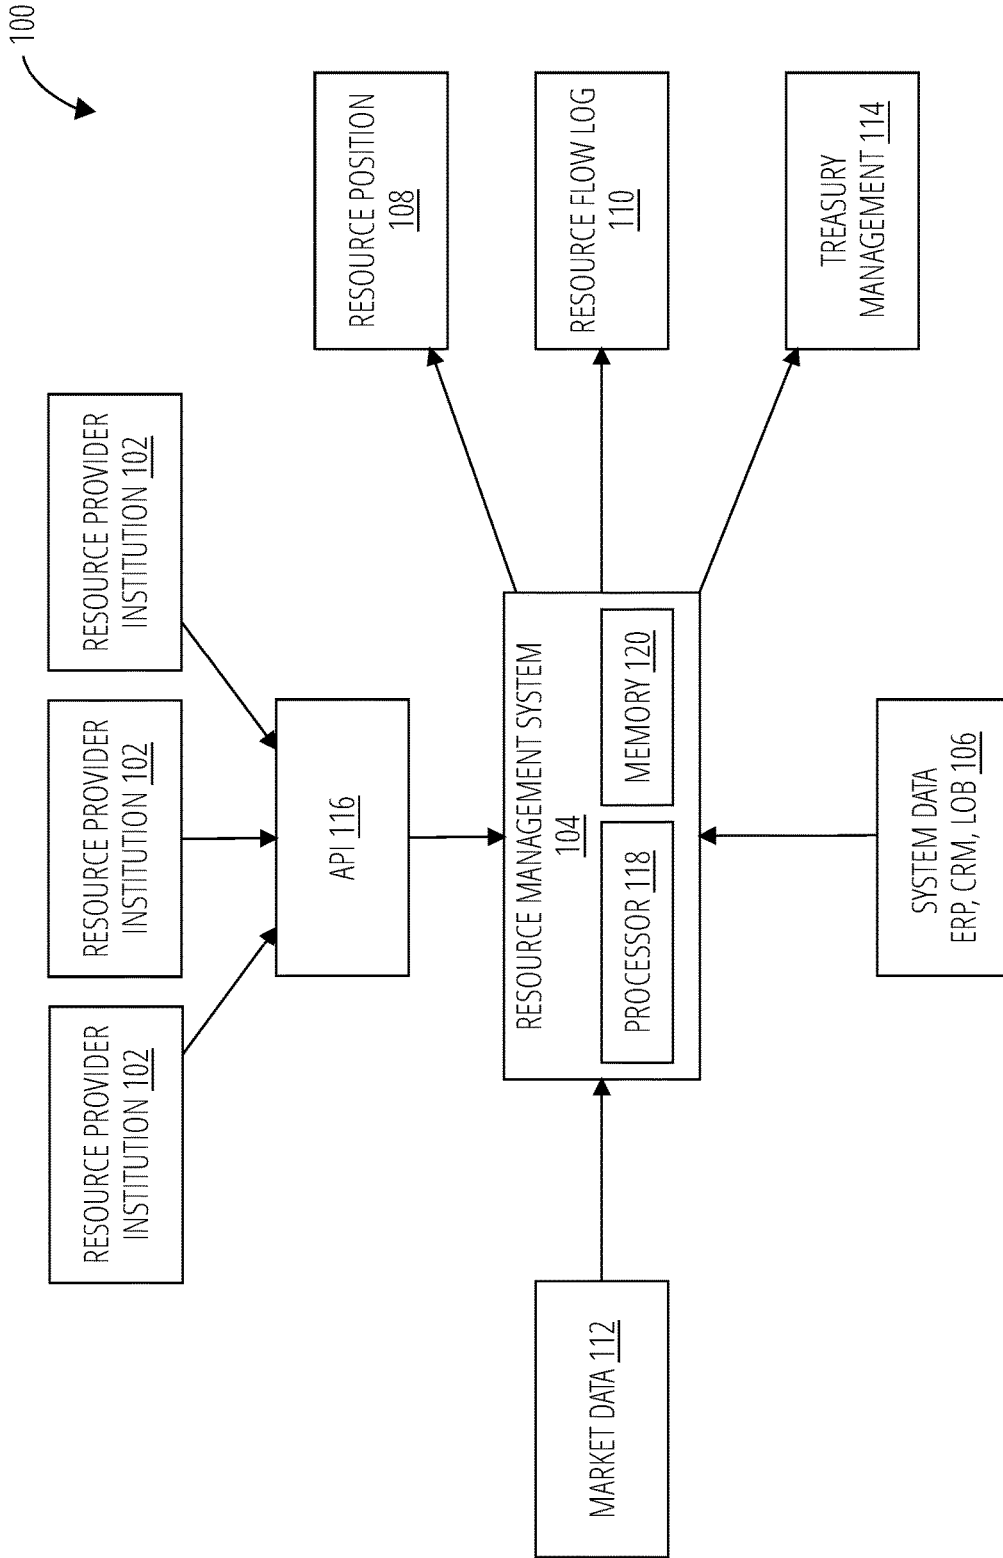 100
RESOURCE PROVIDER
INSTITUTION 102
RESOURCE PROVIDER
INSTITUTION 102
RESOURCE PROVIDER
INSTITUTION 102
API 116
MARKET DATA 112
RESOURCE MANAGEMENT SYSTEM
104
PROCESSOR 118
MEMORY 120
SYSTEM DATA
ERP, CRM, LOB 106
RESOURCE POSITION
108
RESOURCE FLOW LOG
110
TREASURY
MANAGEMENT 114